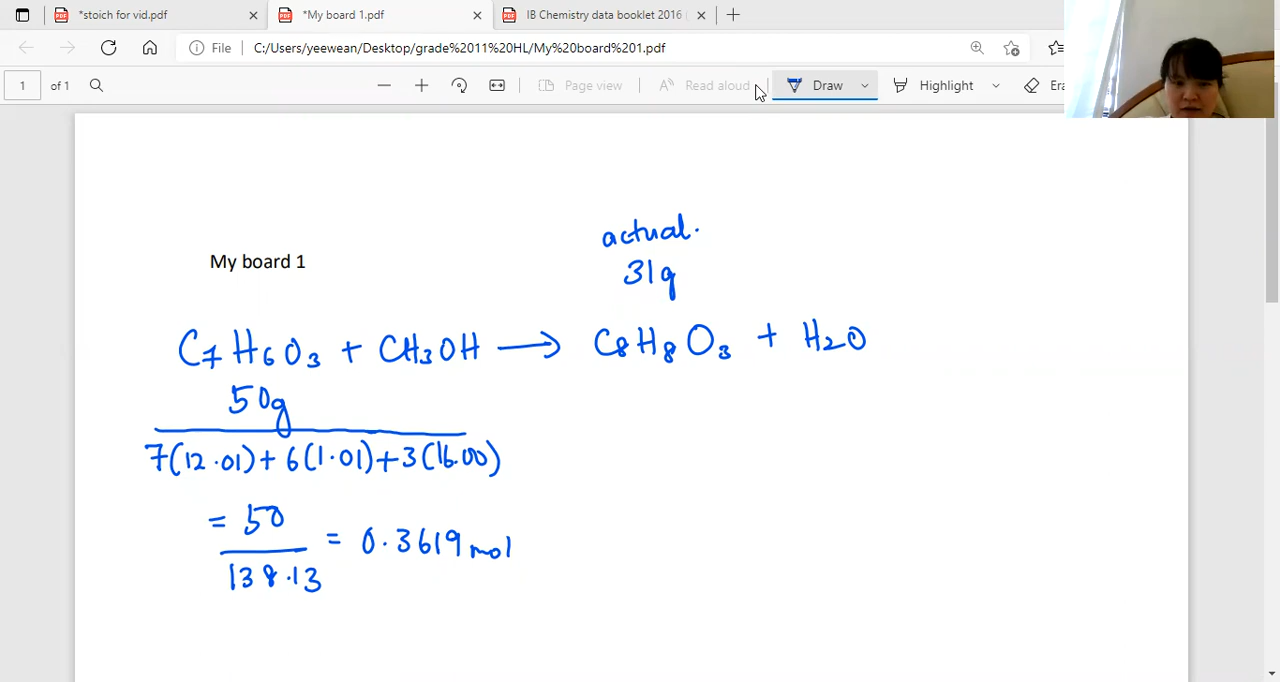 *stoich for vid.pdf
*My board 1.pdf
IB Chemistry data booklet 2016 (
File
C:/Users/yeewean/Desktop/grade%2011%20HL/My%20board%201.pdf
1 of 1
Page view
Read aloud
Draw
Highlight
Era
My board 1
actual.
31g
C7H6O3 + CH3OH → C8H8O3 + H2O
50g
7(12.01)+6(1.01)+3(16.00)
= 50
138.13
= 0.3619 mol